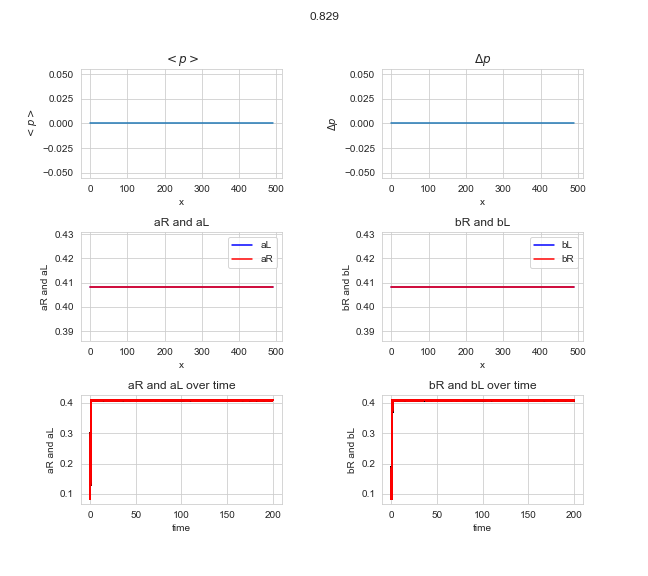 0.829
< p >
Δp
0.050
0.025
0.000
−0.025
−0.050
< p >
0 100 200 300 400 500
x
0.050
0.025
0.000
−0.025
−0.050
Δp
0 100 200 300 400 500
x
aR and aL
bR and bL
0.43
0.42
0.41
0.40
0.39
aR and aL
aL
aR
0 100 200 300 400 500
x
0.43
0.42
0.41
0.40
0.39
bR and bL
bL
bR
0 100 200 300 400 500
x
aR and aL over time
bR and bL over time
0.4
0.3
0.2
0.1
aR and aL
0 50 100 150 200
time
0.4
0.3
0.2
0.1
bR and bL
0 50 100 150 200
time